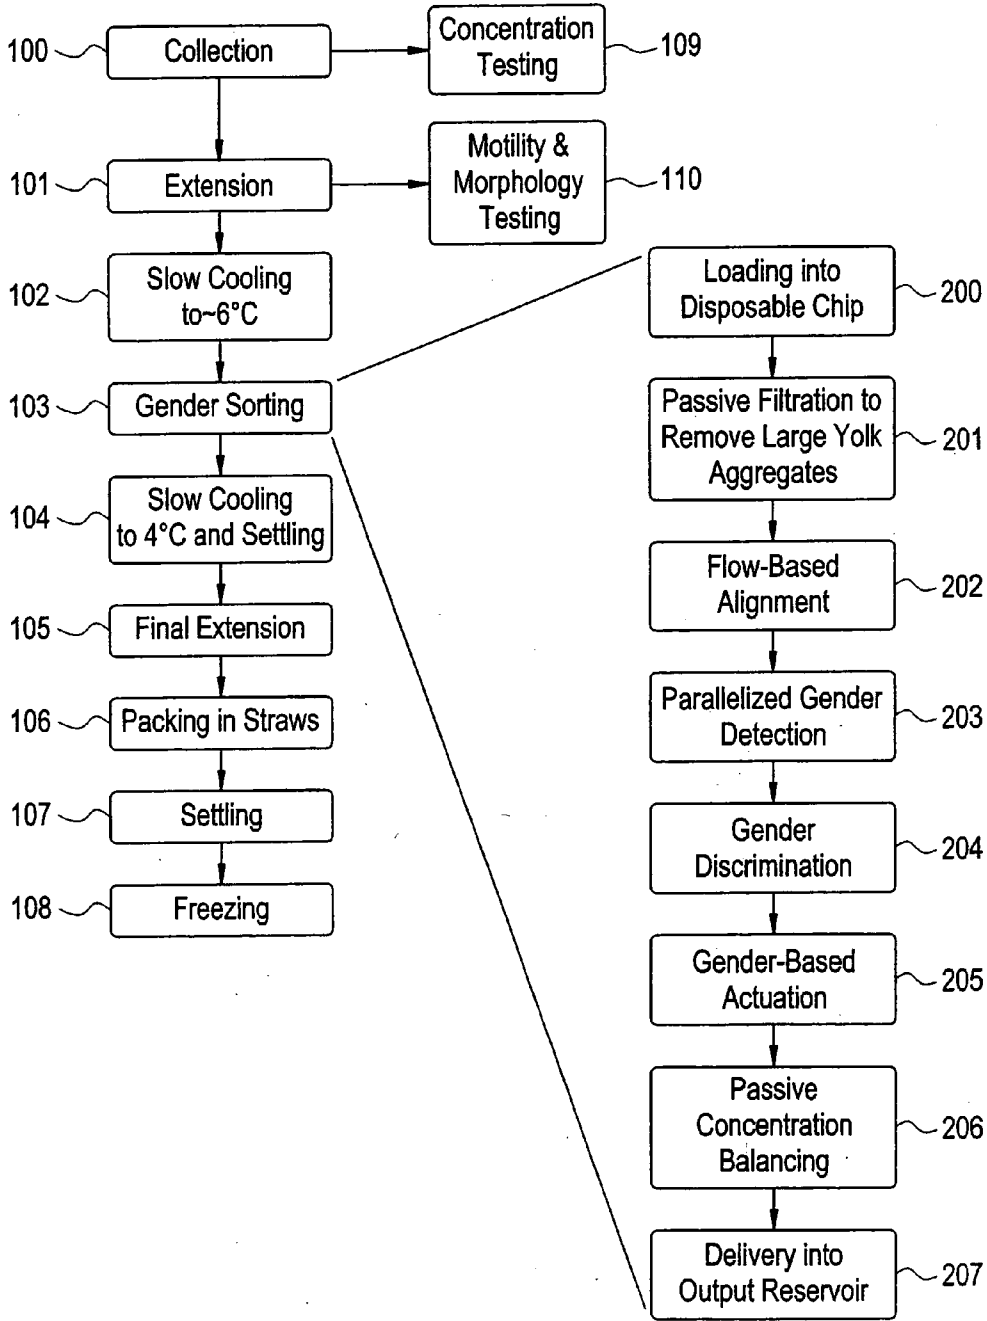 100
Collection
Concentration
Testing
109
101
Extension
Motility &
Morphology
Testing
110
102
Slow Cooling
to~6°C
103
Gender Sorting
104
Slow Cooling
to 4°C and Settling
105
Final Extension
106
Packing in Straws
107
Settling
108
Freezing
Loading into
Disposable Chip
200
Passive Filtration to
Remove Large Yolk
Aggregates
201
Flow-Based
Alignment
202
Parallelized Gender
Detection
203
Gender
Discrimination
204
Gender-Based
Actuation
205
Passive
Concentration
Balancing
206
Delivery into
Output Reservoir
207